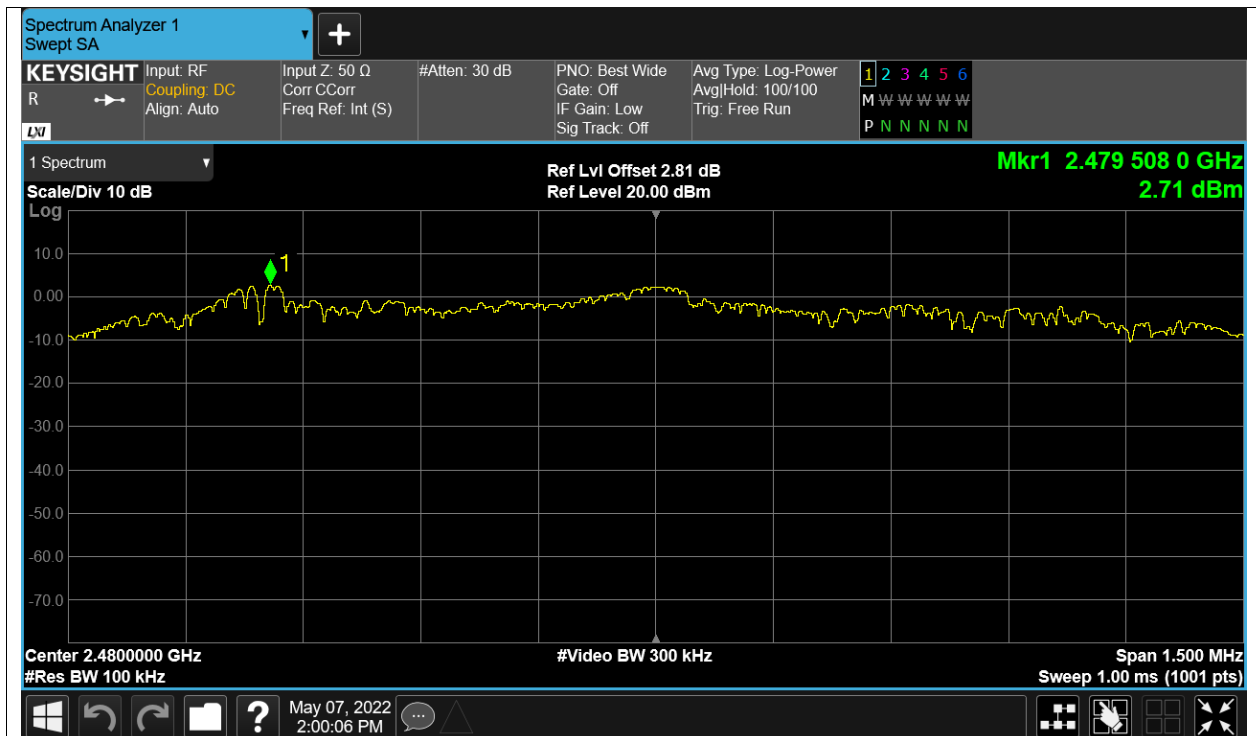 Spectrum Analyzer 1
Swept SA
KEYSIGHT
R
LXI
Input: RF
Coupling: DC
Align: Auto
Input Z: 50 Ω
Corr CCorr
Freq Ref: Int (S)
#Atten: 30 dB
PNO: Best Wide
Gate: Off
IF Gain: Low
Sig Track: Off
Avg Type: Log-Power
Avg|Hold: 100/100
Trig: Free Run
1 2 3 4 5 6
M W W W W W
P N N N N N
1 Spectrum
Scale/Div 10 dB
Log
Ref Lvl Offset 2.81 dB
Ref Level 20.00 dBm
Mkr1 2.479 508 0 GHz
2.71 dBm
1
10.0
0.00
-10.0
-20.0
-30.0
-40.0
-50.0
-60.0
-70.0
Center 2.4800000 GHz
#Res BW 100 kHz
#Video BW 300 kHz
Span 1.500 MHz
Sweep 1.00 ms (1001 pts)
?
May 07, 2022
2:00:06 PM